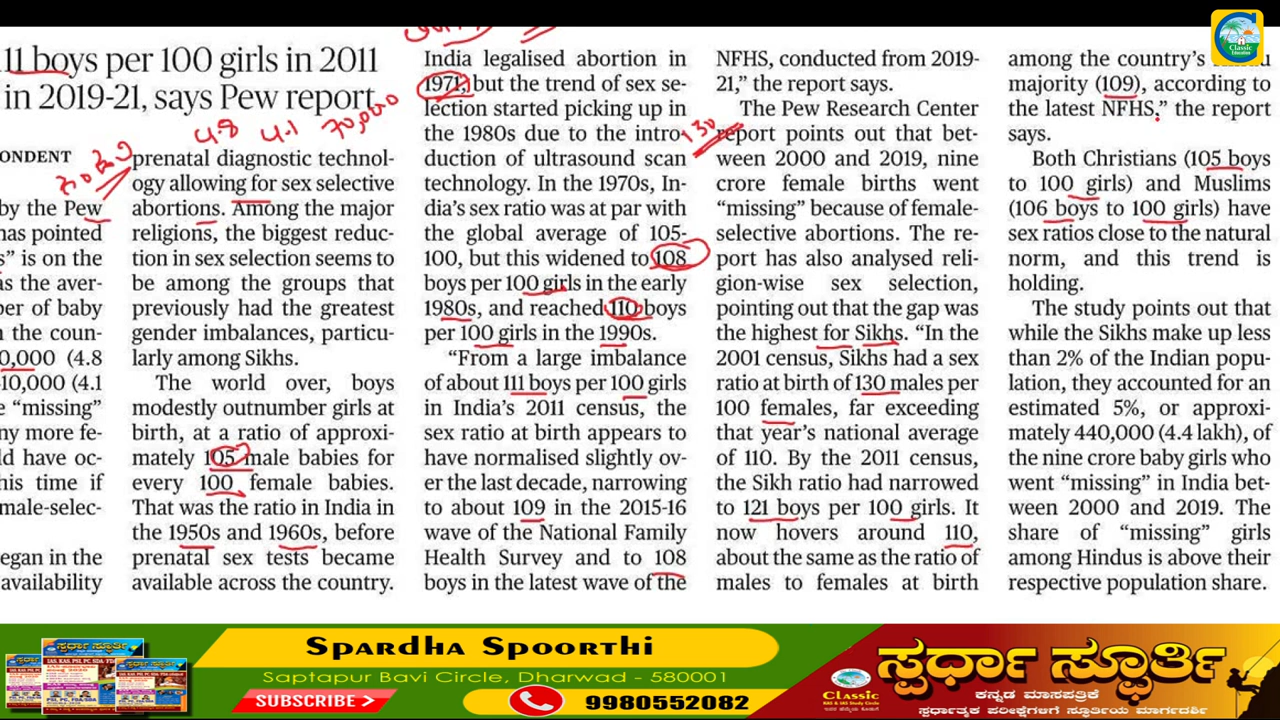 11 boys per 100 girls in 2011
in 2019-21, says Pew report
4.8 4.1 70,000
ONDENT
by the Pew
has pointed
s" is on the
as the aver-
ber of baby
n the coun-
0,000 (4.8
10,000 (4.1
e "missing"
ny more fe-
ld have oc-
his time if
male-selec-
egan in the
availability
prenatal diagnostic technol-
ogy allowing for sex selective
abortions. Among the major
religions, the biggest reduc-
tion in sex selection seems to
be among the groups that
previously had the greatest
gender imbalances, particu-
larly among Sikhs.
The world over, boys
modestly outnumber girls at
birth, at a ratio of approxi-
mately 105 male babies for
every 100 female babies.
That was the ratio in India in
the 1950s and 1960s, before
prenatal sex tests became
available across the country.
India legalised abortion in
1971, but the trend of sex se-
lection started picking up in
the 1980s due to the intro-
duction of ultrasound scan
technology. In the 1970s, In-
dia's sex ratio was at par with
the global average of 105-
100, but this widened to 108
boys per 100 girls in the early
1980s, and reached 110 boys
per 100 girls in the 1990s.
"From a large imbalance
of about 111 boys per 100 girls
in India's 2011 census, the
sex ratio at birth appears to
have normalised slightly ov-
er the last decade, narrowing
to about 109 in the 2015-16
wave of the National Family
Health Survey and to 108
boys in the latest wave of the
130
NFHS, conducted from 2019-
21," the report says.
The Pew Research Center
report points out that bet-
ween 2000 and 2019, nine
crore female births went
"missing" because of female-
selective abortions. The re-
port has also analysed reli-
gion-wise sex selection,
pointing out that the gap was
the highest for Sikhs. "In the
2001 census, Sikhs had a sex
ratio at birth of 130 males per
100 females, far exceeding
that year's national average
of 110. By the 2011 census,
the Sikh ratio had narrowed
to 121 boys per 100 girls. It
now hovers around 110,
about the same as the ratio of
males to females at birth
among the country's
majority (109), according to
the latest NFHS," the report
says.
Both Christians (105 boys
to 100 girls) and Muslims
(106 boys to 100 girls) have
sex ratios close to the natural
norm, and this trend is
holding.
The study points out that
while the Sikhs make up less
than 2% of the Indian popu-
lation, they accounted for an
estimated 5%, or approxi-
mately 440,000 (4.4 lakh), of
the nine crore baby girls who
went "missing" in India bet-
ween 2000 and 2019. The
share of "missing" girls
among Hindus is above their
respective population share.
Classic
Education
Spardha Spoorthi
Saptapur Bavi Circle, Dharwad - 580001
SUBSCRIBE
9980552082
Classic
KAS & IAS Study Circle
ಸ್ಪರ್ಧಾ ಸ್ಫೂರ್ತಿ
ಕನ್ನಡ ಮಾಸಪತ್ರಿಕೆ
ಸ್ಪರ್ಧಾತ್ಮಕ ಪರೀಕ್ಷೆಗಳಿಗೆ ಸ್ಫೂರ್ತಿಯ ಮಾರ್ಗದರ್ಶಿ